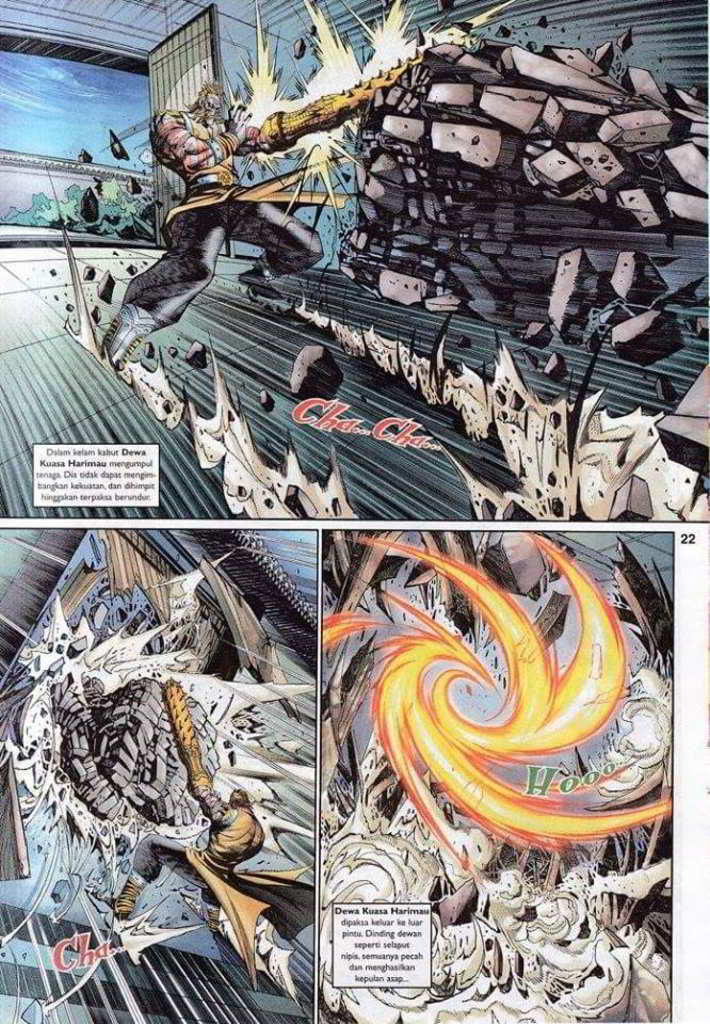 Cha...Cha...
Dalam kelam kabut Dewa
Kuasa Harimau mengumpul
tenaga. Dia tidak dapat mengim-
bangkan kekuatan, dan dihimpit
hinggakan terpaksa berundur.
22
Cha...
Hooo...
Dewa Kuasa Harimau
dipaksa keluar ke luar
pintu. Dinding dewan
seperti selaput
nipis, semuanya pecah
dan menghasilkan
kepulan asap...